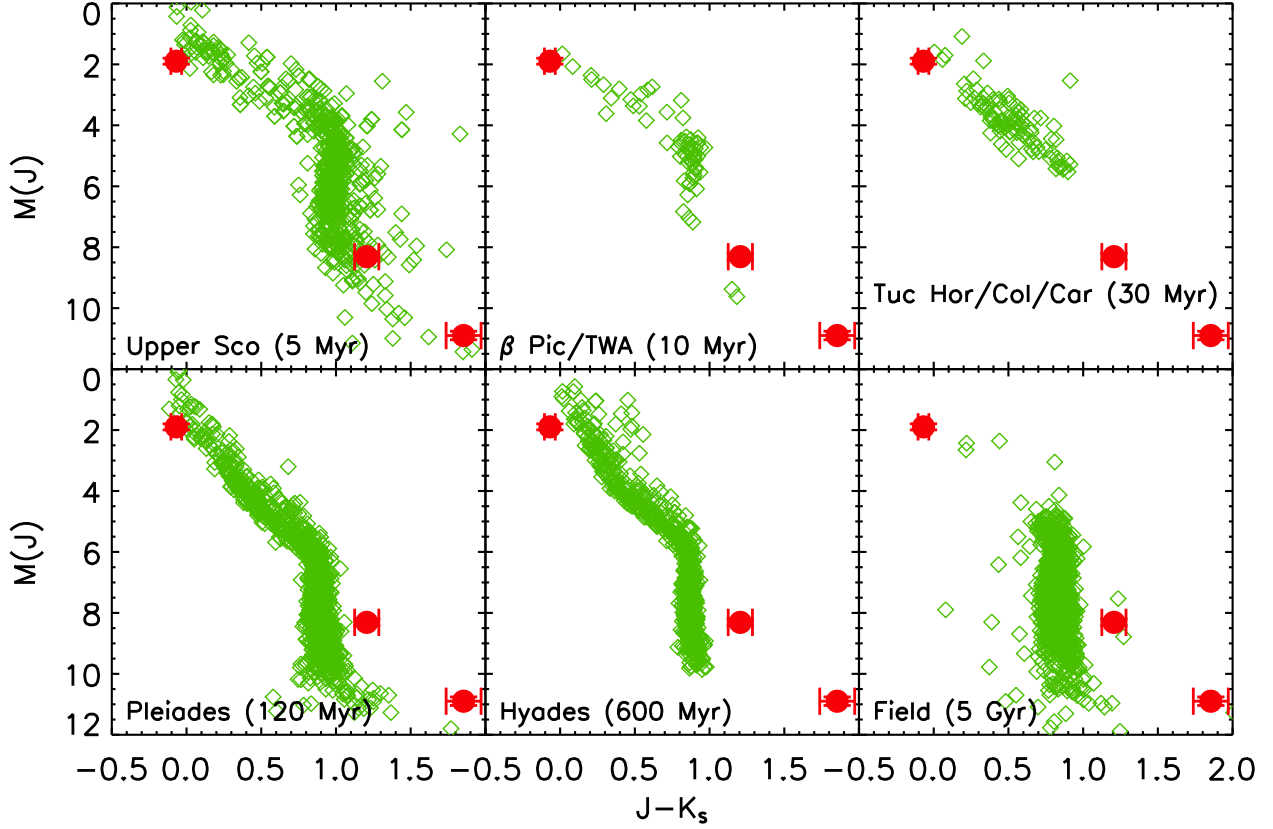 0
2
4
6
8
10
M(J)
Upper Sco (5 Myr)
β Pic/TWA (10 Myr)
Tuc Hor/Col/Car (30 Myr)
0
2
4
6
8
10
12
M(J)
Pleiades (120 Myr)
Hyades (600 Myr)
Field (5 Gyr)
−0.5 0.0 0.5 1.0 1.5 −0.5 0.0 0.5 1.0 1.5 −0.5 0.0 0.5 1.0 1.5 2.0
J−Ks